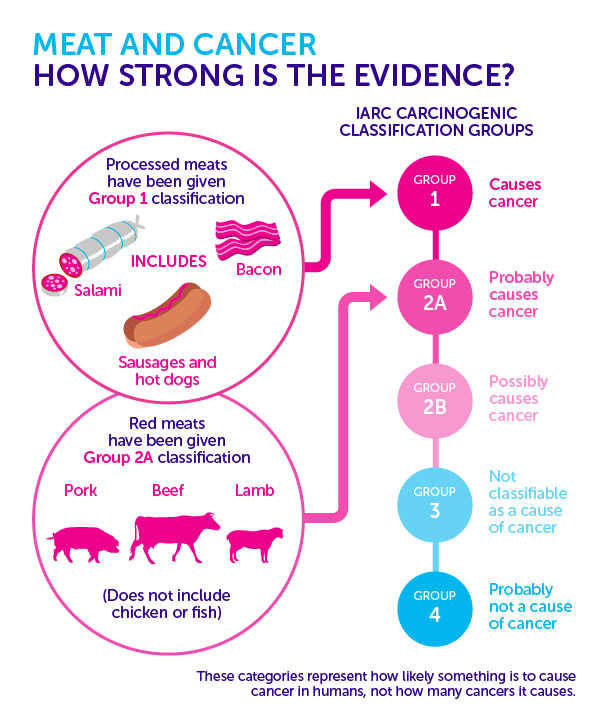 MEAT AND CANCER
HOW STRONG IS THE EVIDENCE?
IARC CARCINOGENIC
CLASSIFICATION GROUPS
Processed meats
have been given
Group 1 classification
INCLUDES
Salami
Bacon
Sausages and
hot dogs
Red meats
have been given
Group 2A classification
Pork
Beef
Lamb
(Does not include
chicken or fish)
GROUP
1
Causes
cancer
GROUP
2A
Probably
causes
cancer
GROUP
2B
Possibly
causes
cancer
GROUP
3
Not
classifiable
as a cause
of cancer
GROUP
4
Probably
not a cause
of cancer
These categories represent how likely something is to cause
cancer in humans, not how many cancers it causes.